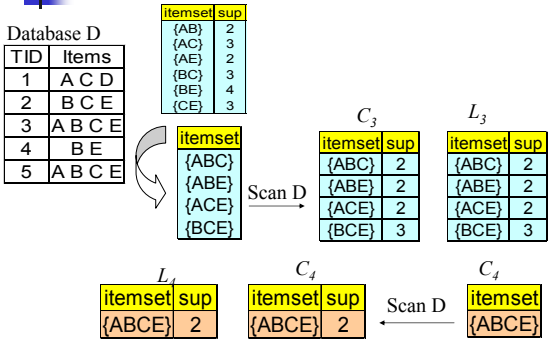 itemset sup
{AB} 2
{AC} 3
{AE} 2
{BC} 3
{BE} 4
{CE} 3
Database D
TID Items
1 A C D
2 B C E
3 A B C E
4 B E
5 A B C E
itemset
{ABC}
{ABE}
{ACE}
{BCE}
Scan D
C3
itemset sup
{ABC} 2
{ABE} 2
{ACE} 2
{BCE} 3
L3
itemset sup
{ABC} 2
{ABE} 2
{ACE} 2
{BCE} 3
L4
itemset sup
{ABCE} 2
C4
itemset sup
{ABCE} 2
Scan D
C4
itemset
{ABCE}